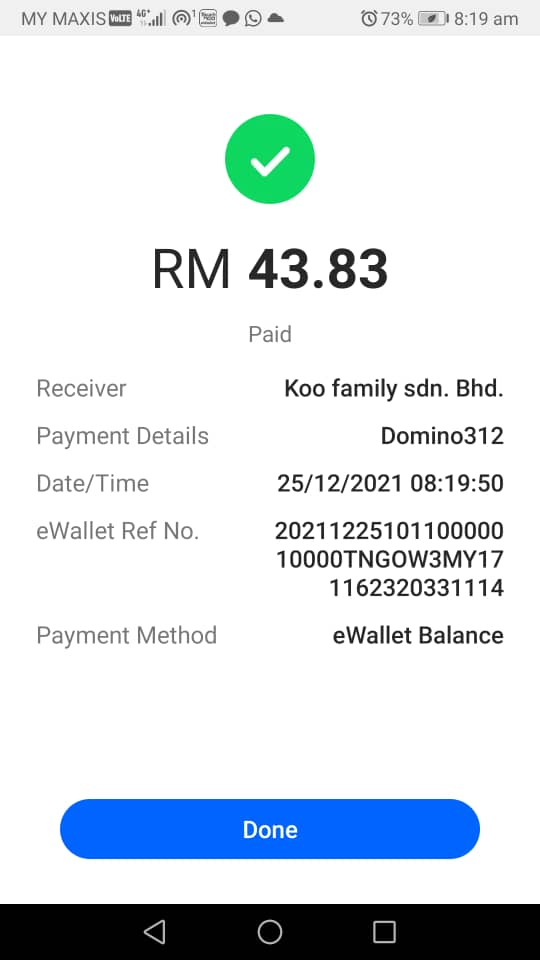 MY MAXIS VoLTE 4G+ 1 73% 8:19 am
RM 43.83
Paid
Receiver Koo family sdn. Bhd.
Payment Details Domino312
Date/Time 25/12/2021 08:19:50
eWallet Ref No. 20211225101100000
10000TNGOW3MY17
1162320331114
Payment Method eWallet Balance
Done